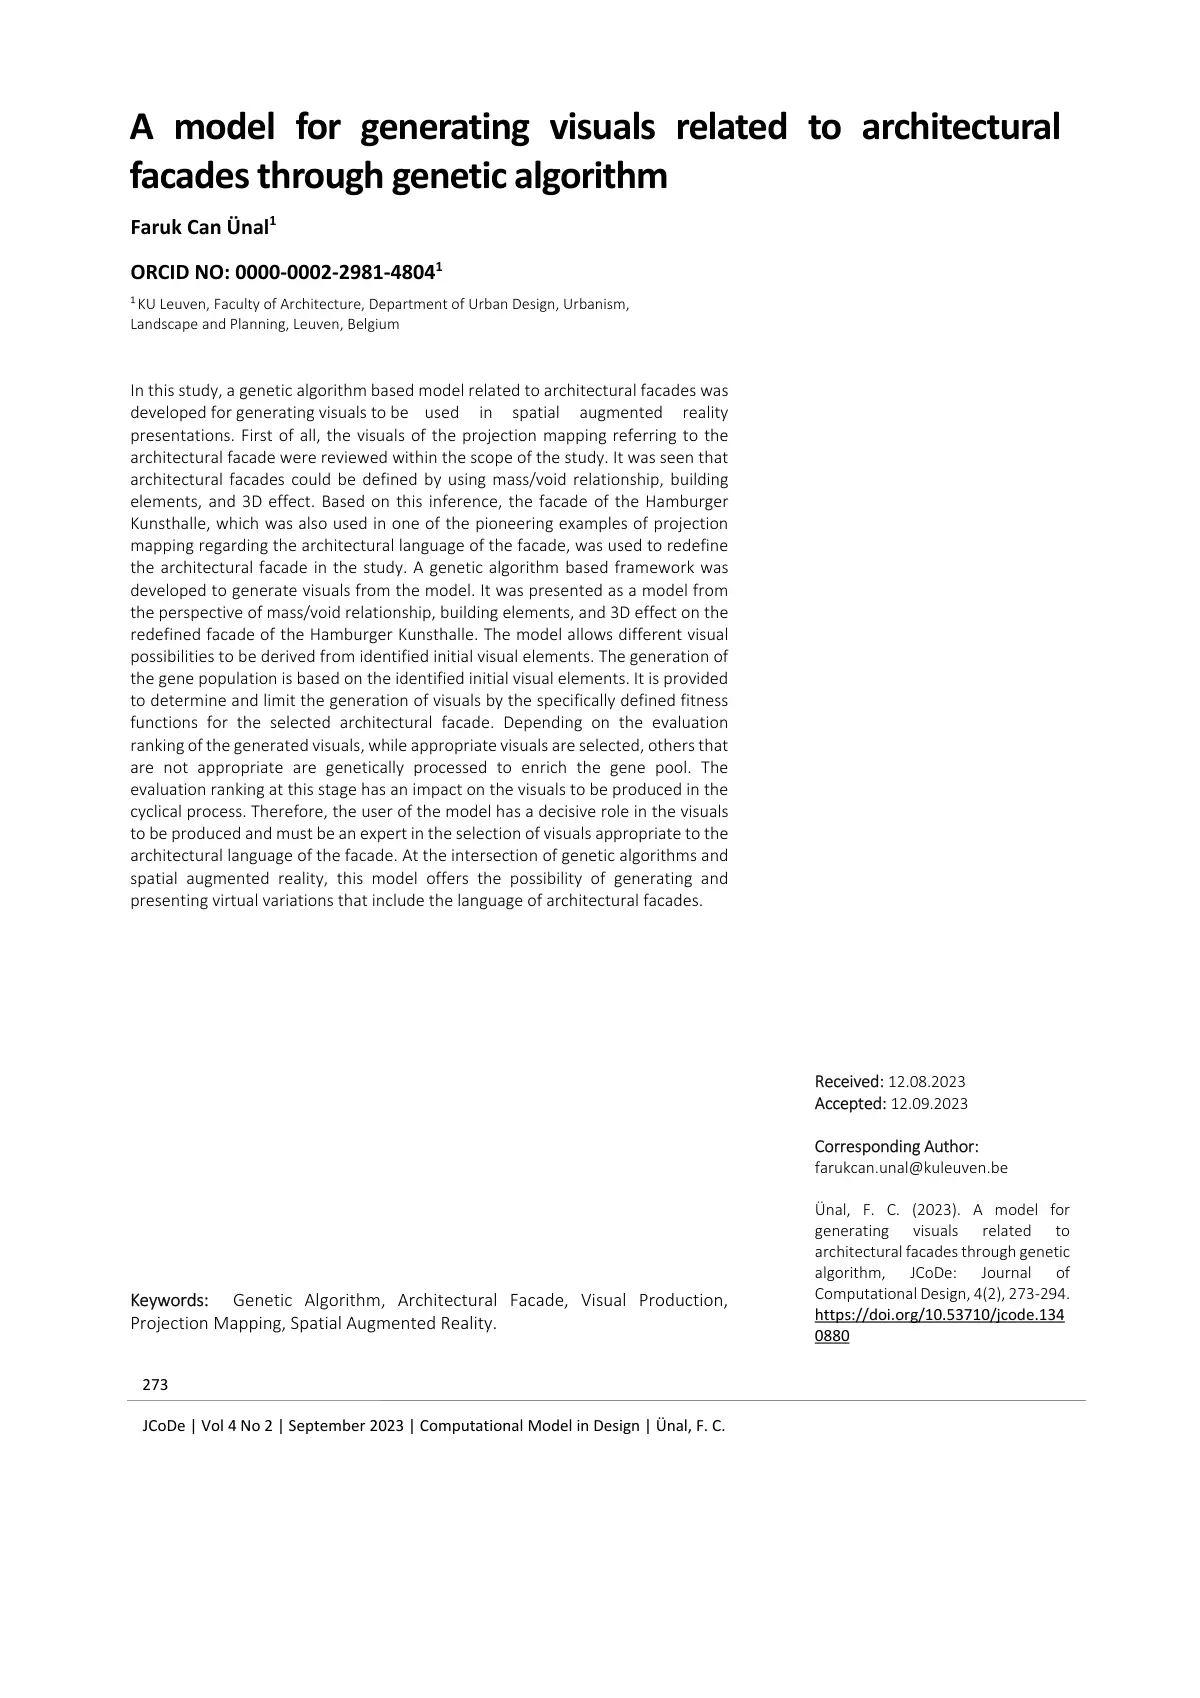 A model for generating visuals related to architectural
facades through genetic algorithm
Faruk Can Ünal1
ORCID NO: 0000-0002-2981-48041
1 KU Leuven, Faculty of Architecture, Department of Urban Design, Urbanism,
Landscape and Planning, Leuven, Belgium
In this study, a genetic algorithm based model related to architectural facades was
developed for generating visuals to be used in spatial augmented reality
presentations. First of all, the visuals of the projection mapping referring to the
architectural facade were reviewed within the scope of the study. It was seen that
architectural facades could be defined by using mass/void relationship, building
elements, and 3D effect. Based on this inference, the facade of the Hamburger
Kunsthalle, which was also used in one of the pioneering examples of projection
mapping regarding the architectural language of the facade, was used to redefine
the architectural facade in the study. A genetic algorithm based framework was
developed to generate visuals from the model. It was presented as a model from
the perspective of mass/void relationship, building elements, and 3D effect on the
redefined facade of the Hamburger Kunsthalle. The model allows different visual
possibilities to be derived from identified initial visual elements. The generation of
the gene population is based on the identified initial visual elements. It is provided
to determine and limit the generation of visuals by the specifically defined fitness
functions for the selected architectural facade. Depending on the evaluation
ranking of the generated visuals, while appropriate visuals are selected, others that
are not appropriate are genetically processed to enrich the gene pool. The
evaluation ranking at this stage has an impact on the visuals to be produced in the
cyclical process. Therefore, the user of the model has a decisive role in the visuals
to be produced and must be an expert in the selection of visuals appropriate to the
architectural language of the facade. At the intersection of genetic algorithms and
spatial augmented reality, this model offers the possibility of generating and
presenting virtual variations that include the language of architectural facades.
Received: 12.08.2023
Accepted: 12.09.2023
Corresponding Author:
farukcan.unal@kuleuven.be
Ünal, F. C. (2023). A model for
generating visuals related to
architectural facades through genetic
algorithm, JCoDe: Journal of
Computational Design, 4(2), 273-294.
https://doi.org/10.53710/jcode.134
0880
Keywords: Genetic Algorithm, Architectural Facade, Visual Production,
Projection Mapping, Spatial Augmented Reality.
273
JCoDe | Vol 4 No 2 | September 2023 | Computational Model in Design | Ünal, F. C.